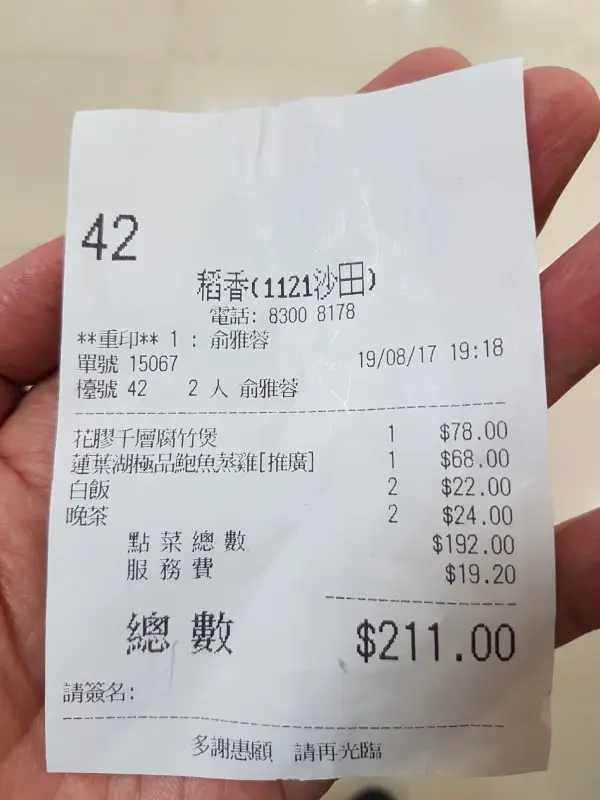 42
稻香(1121沙田)
電話: 8300 8178
**重印** 1 : 俞雅蓉
單號 15067 19/08/17 19:18
檯號 42 2 人 俞雅蓉
花膠千層腐竹煲 1 $78.00
蓮葉湖極品鮑魚蒸雞[推廣] 1 $68.00
白飯 2 $22.00
晚茶 2 $24.00
點菜總數 $192.00
服務費 $19.20
總數 $211.00
請簽名:
多謝惠顧 請再光臨